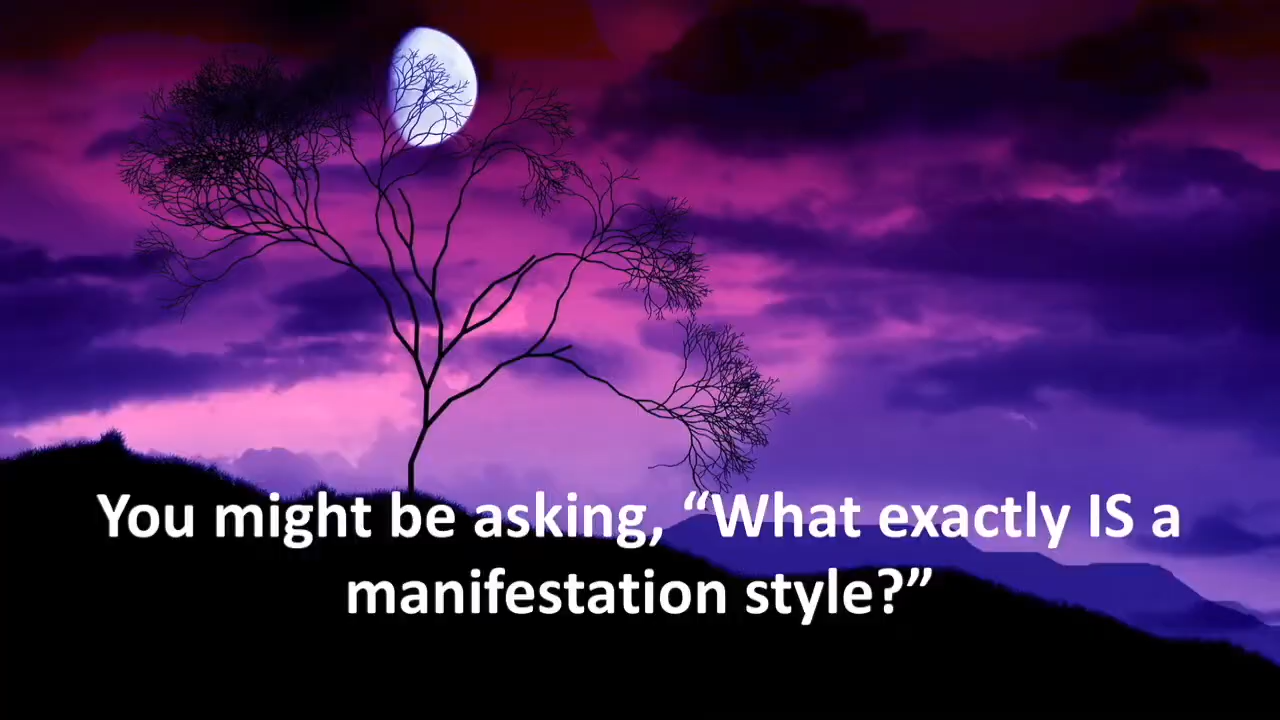 You might be asking, “What exactly IS a
manifestation style?”